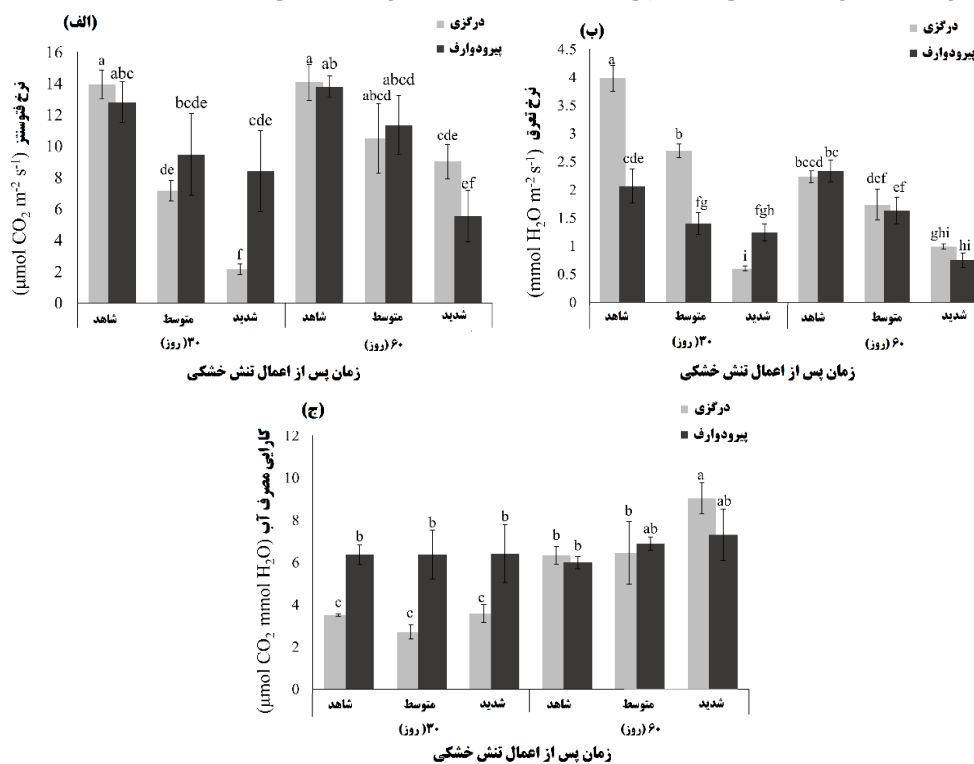 (الف)
درگزی
پیرودوارف
نرخ فتوسنتز (µmol CO₂ m⁻² s⁻¹)
16
14
12
10
8
6
4
2
0
a
abc
de
bcde
f
cde
a
ab
abcd
abcd
cde
ef
شاهد
متوسط
شدید
شاهد
متوسط
شدید
۳۰( روز)
۶۰ (روز)
زمان پس از اعمال تنش خشکی
(ب)
درگزی
پیرودوارف
نرخ تعرق (mmol H₂O m⁻² s⁻¹)
4.5
4
3.5
3
2.5
2
1.5
1
0.5
0
a
cde
b
fg
i
fgh
bccd
bc
def
ef
ghi
hi
شاهد
متوسط
شدید
شاهد
متوسط
شدید
۳۰( روز)
۶۰ (روز)
زمان پس از اعمال تنش خشکی
(ج)
درگزی
پیرودوارف
کارایی مصرف آب (µmol CO₂ mmol H₂O)
12
10
8
6
4
2
0
c
b
c
b
c
b
b
b
b
ab
a
ab
شاهد
متوسط
شدید
شاهد
متوسط
شدید
۳۰( روز)
۶۰ (روز)
زمان پس از اعمال تنش خشکی